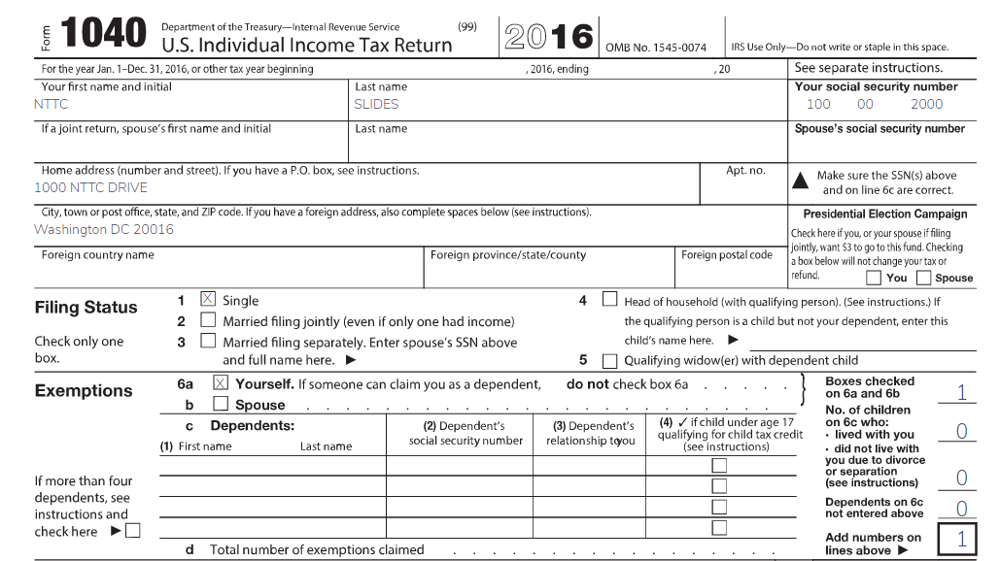 Form 1040 Department of the Treasury—Internal Revenue Service (99) 2016 OMB No. 1545-0074 IRS Use Only—Do not write or staple in this space.
U.S. Individual Income Tax Return
For the year Jan. 1–Dec. 31, 2016, or other tax year beginning , 2016, ending , 20 See separate instructions.
Your first name and initial Last name Your social security number
NTTC SLIDES 100 00 2000
If a joint return, spouse's first name and initial Last name Spouse's social security number
Home address (number and street). If you have a P.O. box, see instructions. Apt. no.
1000 NTTC DRIVE
▲ Make sure the SSN(s) above
and on line 6c are correct.
City, town or post office, state, and ZIP code. If you have a foreign address, also complete spaces below (see instructions).
Washington DC 20016
Foreign country name Foreign province/state/county Foreign postal code
Presidential Election Campaign
Check here if you, or your spouse if filing
jointly, want $3 to go to this fund. Checking
a box below will not change your tax or
refund. You Spouse
Filing Status
Check only one
box.
1 X Single
2 Married filing jointly (even if only one had income)
3 Married filing separately. Enter spouse's SSN above
and full name here. ▶
4 Head of household (with qualifying person). (See instructions.) If
the qualifying person is a child but not your dependent, enter this
child's name here. ▶
5 Qualifying widow(er) with dependent child
Exemptions
6a X Yourself. If someone can claim you as a dependent, do not check box 6a . . . . .
b Spouse . . . . . . . . . . . . . . . . . . . . .
c Dependents:
(1) First name Last name
(2) Dependent's
social security number
(3) Dependent's
relationship to you
(4) ✓ if child under age 17
qualifying for child tax credit
(see instructions)
If more than four
dependents, see
instructions and
check here ▶
d Total number of exemptions claimed . . . . . . . . . . . . . . .
Boxes checked
on 6a and 6b 1
No. of children
on 6c who:
• lived with you 0
• did not live with
you due to divorce
or separation
(see instructions) 0
Dependents on 6c
not entered above 0
Add numbers on
lines above ▶ 1